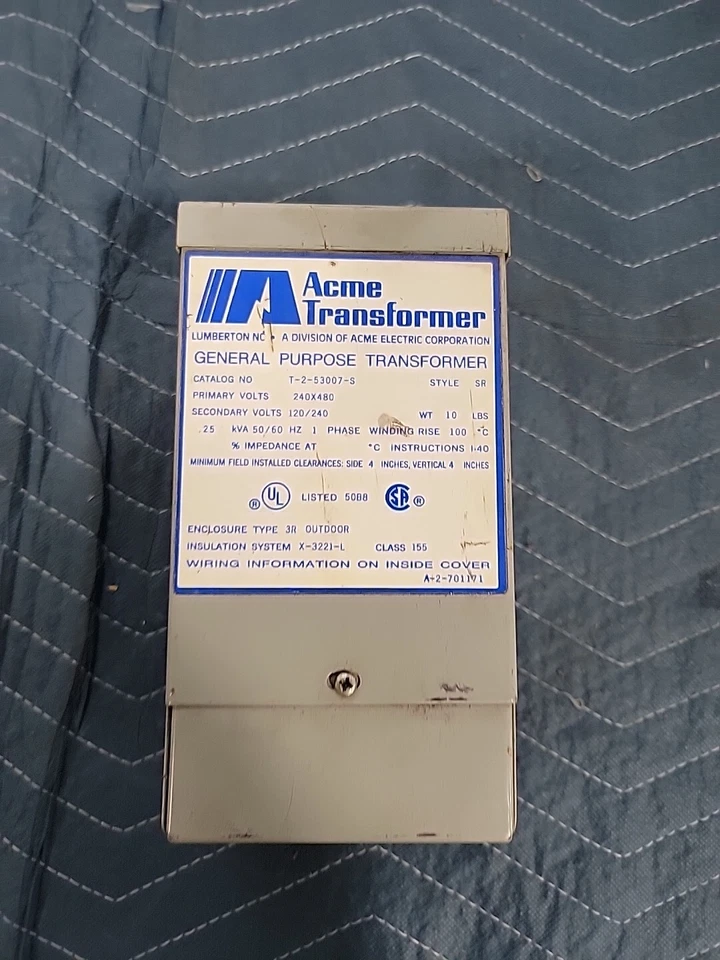 Acme
Transformer
LUMBERTON NC • A DIVISION OF ACME ELECTRIC CORPORATION
GENERAL PURPOSE TRANSFORMER
CATALOG NO T-2-53007-S STYLE SR
PRIMARY VOLTS 240X480
SECONDARY VOLTS 120/240 WT 10 LBS
.25 kVA 50/60 HZ 1 PHASE WINDING RISE 100 °C
% IMPEDANCE AT °C INSTRUCTIONS I-40
MINIMUM FIELD INSTALLED CLEARANCES: SIDE 4 INCHES, VERTICAL 4 INCHES
® UL LISTED 50B8 SA ®
ENCLOSURE TYPE 3R OUTDOOR
INSULATION SYSTEM X-3221-L CLASS 155
WIRING INFORMATION ON INSIDE COVER
A-2-701171